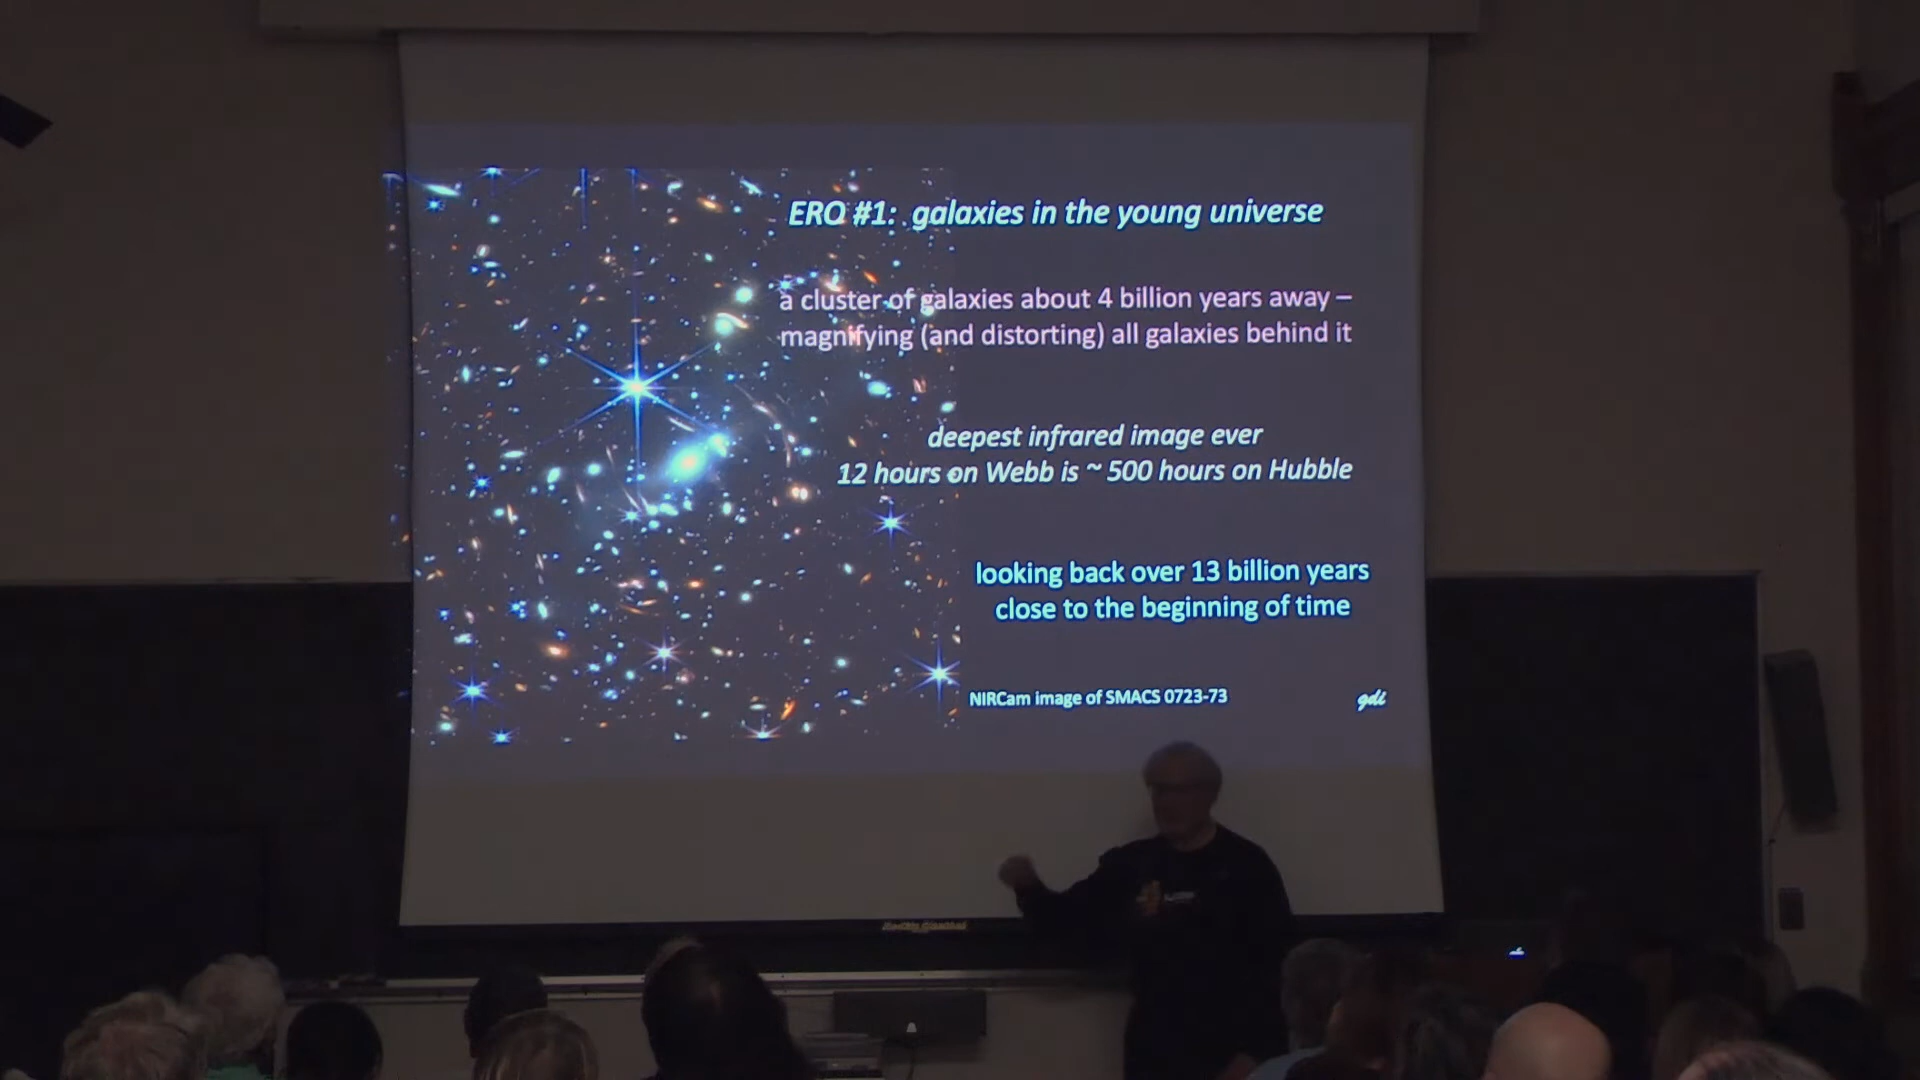 ERO #1:  galaxies in the young universe
a cluster of galaxies about 4 billion years away –
magnifying (and distorting) all galaxies behind it
deepest infrared image ever
12 hours on Webb is ~ 500 hours on Hubble
looking back over 13 billion years
close to the beginning of time
NIRCam image of SMACS 0723-73
gdi